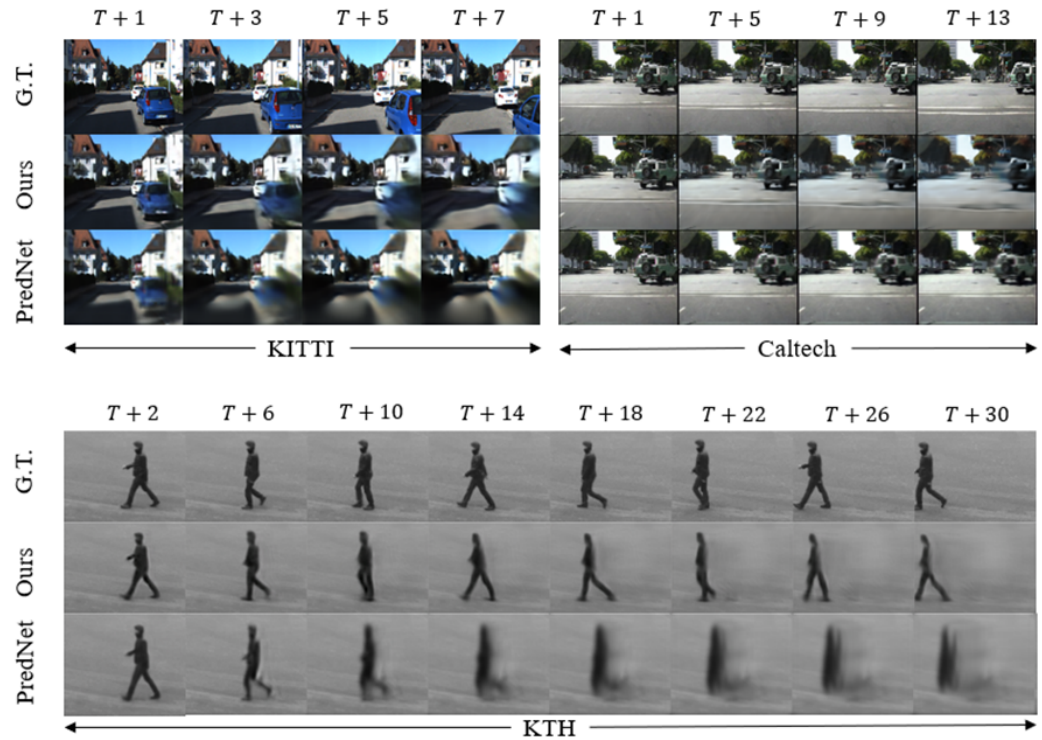 T + 1 T + 3 T + 5 T + 7 T + 1 T + 5 T + 9 T + 13
G.T.
Ours
PredNet
KITTI Caltech
T + 2 T + 6 T + 10 T + 14 T + 18 T + 22 T + 26 T + 30
G.T.
Ours
PredNet
KTH